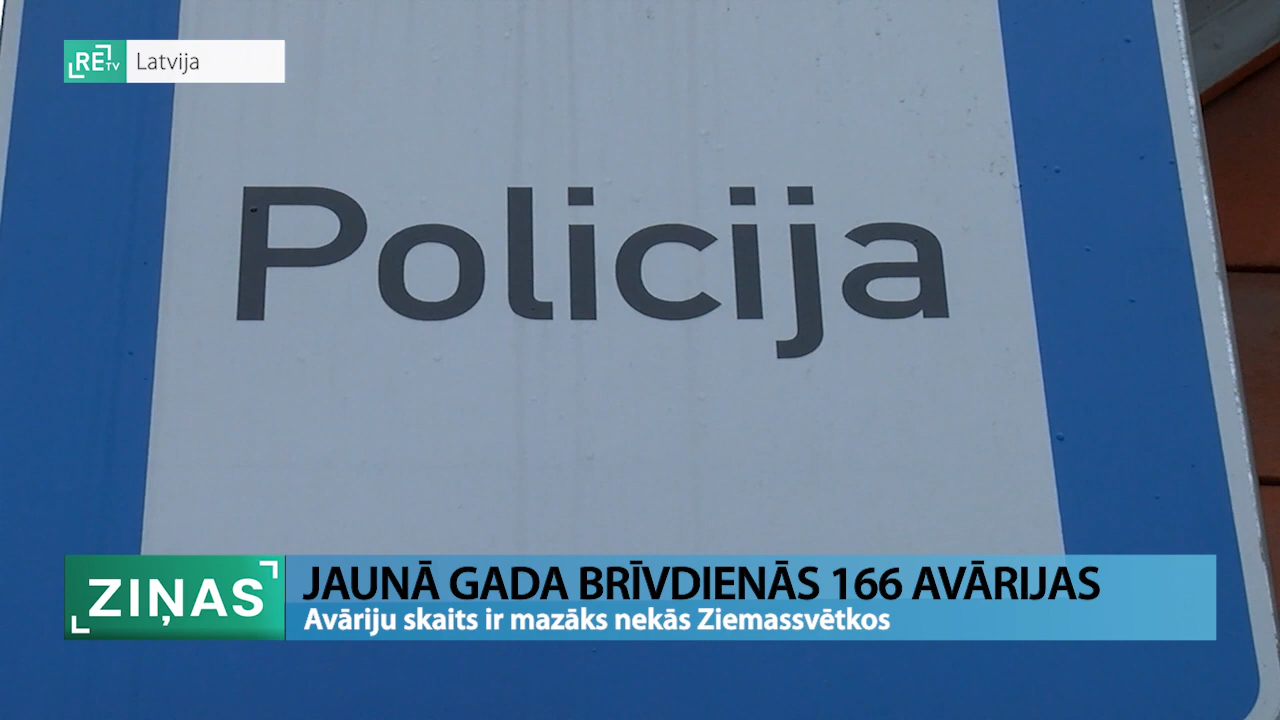 RE TV Latvija
Policija
ZIŅAS
JAUNĀ GADA BRĪVDIENĀS 166 AVĀRIJAS
Avāriju skaits ir mazāks nekās Ziemassvētkos